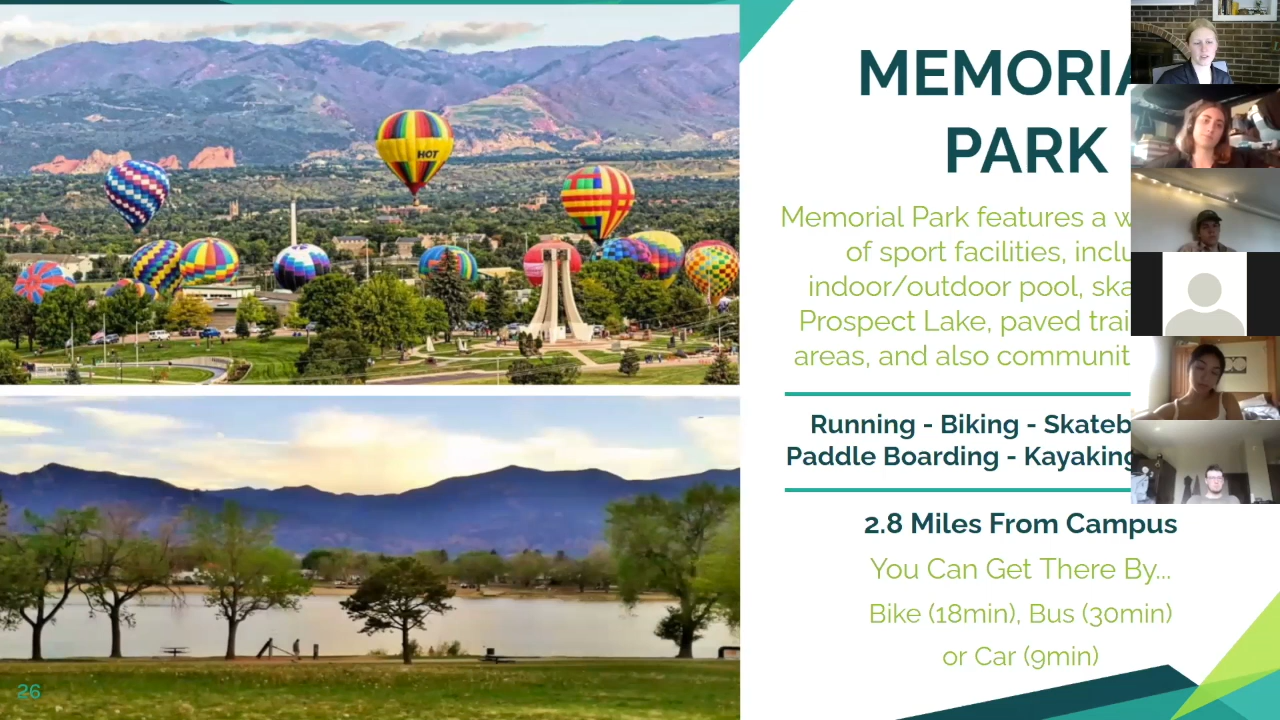 MEMORIA
PARK
Memorial Park features a w
of sport facilities, inclu
indoor/outdoor pool, ska
Prospect Lake, paved trai
areas, and also communit
Running - Biking - Skateb
Paddle Boarding - Kayaking
2.8 Miles From Campus
You Can Get There By...
Bike (18min), Bus (30min)
or Car (9min)
HOT
26